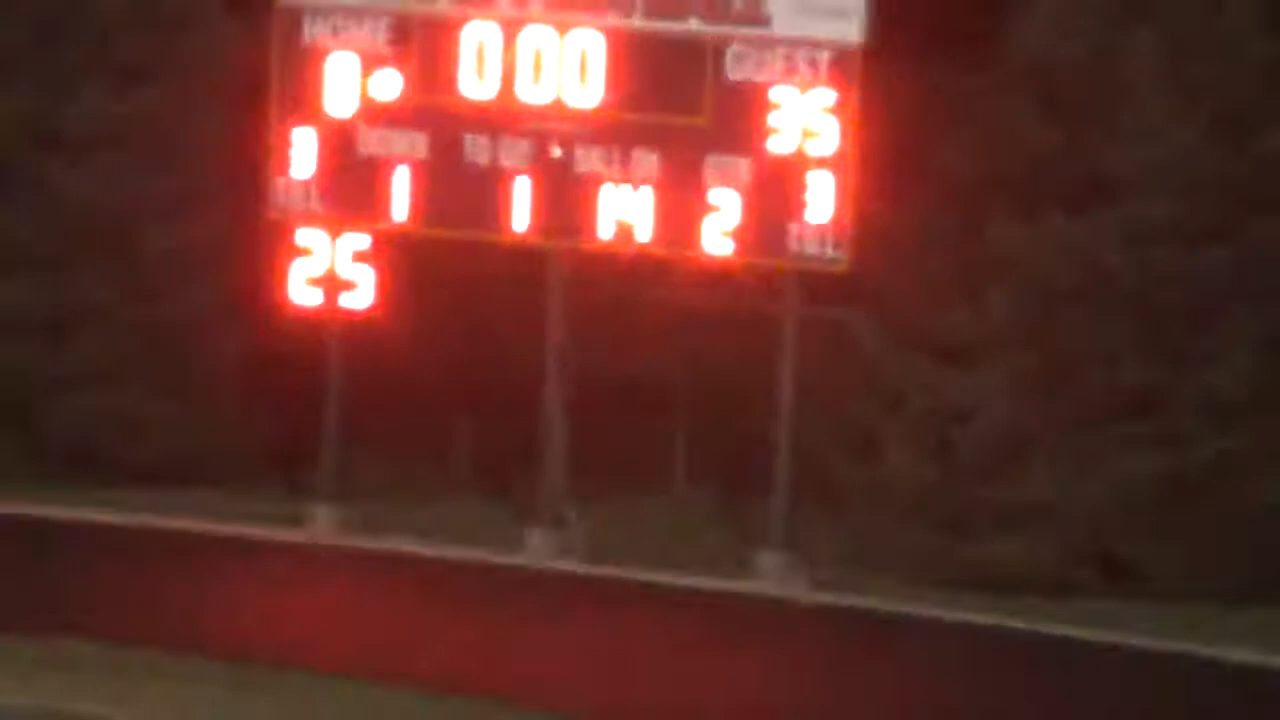 HOME 0 00 GUEST
0 35
3 DOWN TO GO BALL ON QTR 3
1 1 14 2
25